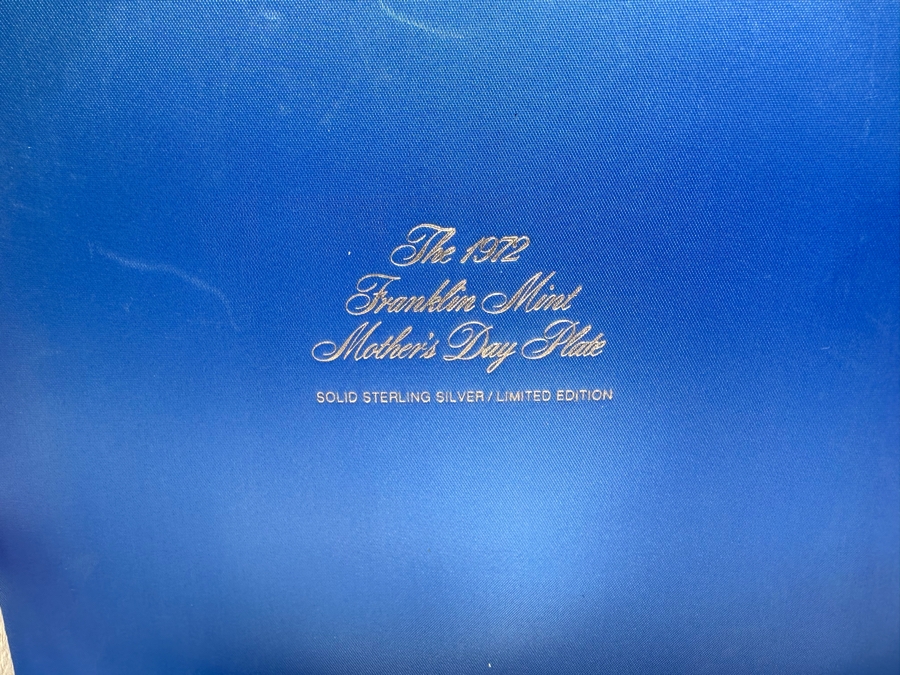 The 1972
Franklin Mint
Mother's Day Plate
SOLID STERLING SILVER / LIMITED EDITION